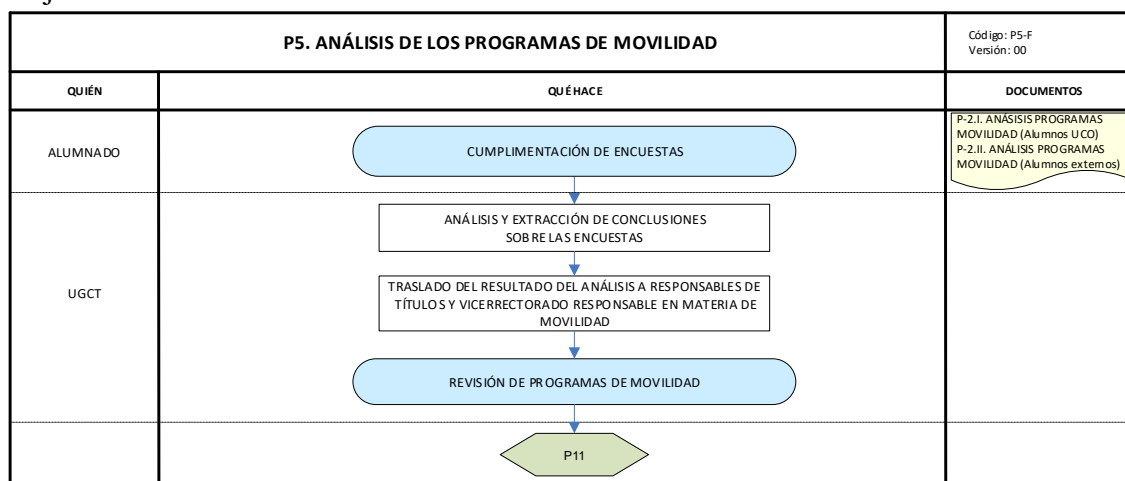 P5. ANÁLISIS DE LOS PROGRAMAS DE MOVILIDAD
Código: P5-F
Versión: 00
QUIÉN
QUÉ HACE
DOCUMENTOS
ALUMNADO
CUMPLIMENTACIÓN DE ENCUESTAS
P-2.I. ANÁSISIS PROGRAMAS
MOVILIDAD (Alumnos UCO)
P-2.II. ANÁLISIS PROGRAMAS
MOVILIDAD (Alumnos externos)
UGCT
ANÁLISIS Y EXTRACCIÓN DE CONCLUSIONES
SOBRE LAS ENCUESTAS
TRASLADO DEL RESULTADO DEL ANÁLISIS A RESPONSABLES DE
TÍTULOS Y VICERRECTORADO RESPONSABLE EN MATERIA DE
MOVILIDAD
REVISIÓN DE PROGRAMAS DE MOVILIDAD
P11